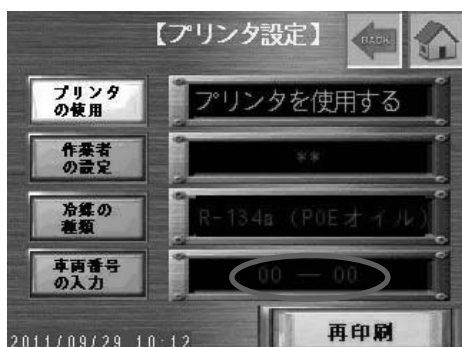 【プリンタ設定】
BACK
プリンタ
の使用
プリンタを使用する
作業者
の設定
**
冷媒の
種類
R-134a (POEオイル)
車両番号
の入力
00 — 00
2011/09/29 10:12
再印刷